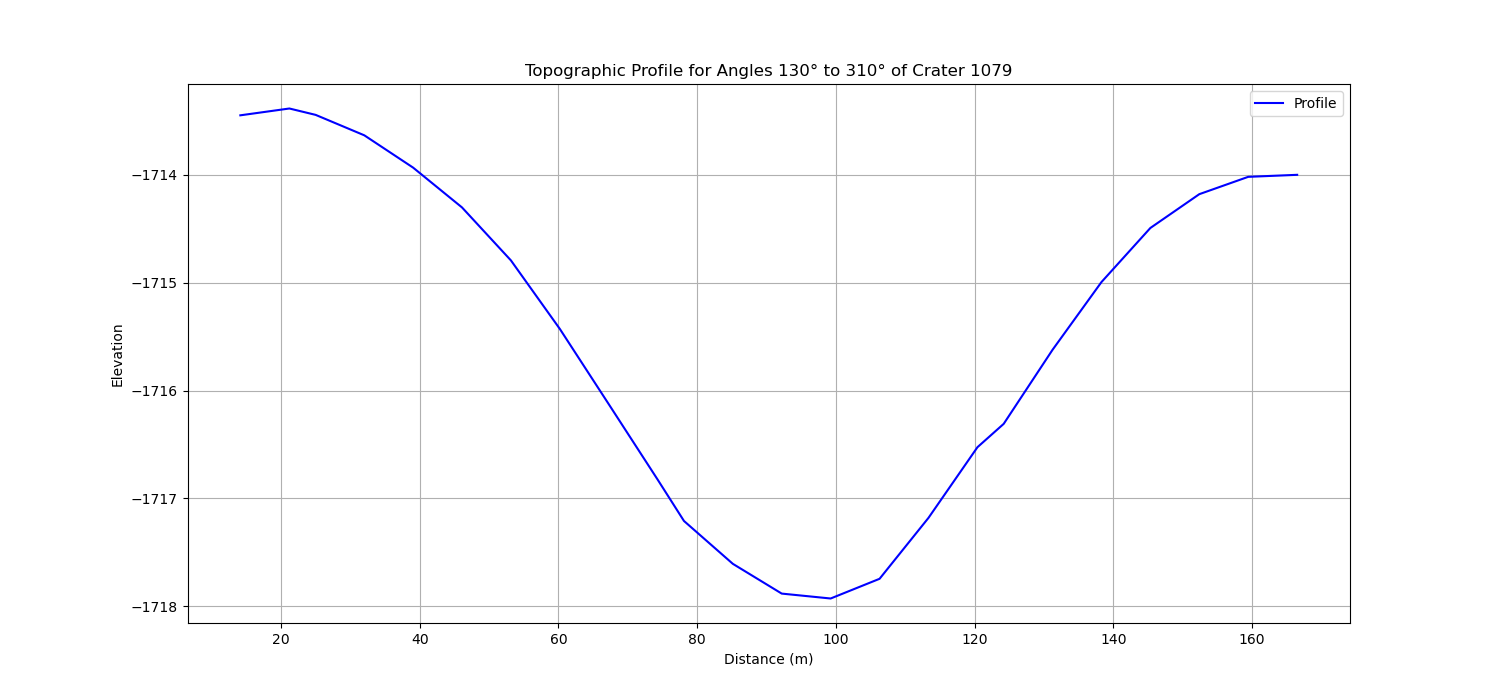 Topographic Profile for Angles 130° to 310° of Crater 1079
Profile
−1714
−1715
−1716
−1717
−1718
Elevation
20 40 60 80 100 120 140 160
Distance (m)